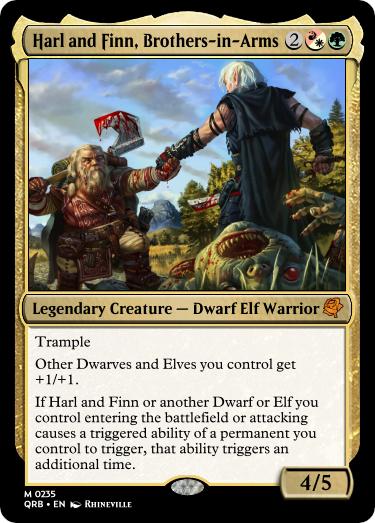 Harl and Finn, Brothers-in-Arms 2
Legendary Creature — Dwarf Elf Warrior
Trample
Other Dwarves and Elves you control get
+1/+1.
If Harl and Finn or another Dwarf or Elf you
control entering the battlefield or attacking
causes a triggered ability of a permanent you
control to trigger, that ability triggers an
additional time.
4/5
M 0235
QRB • EN Rhineville